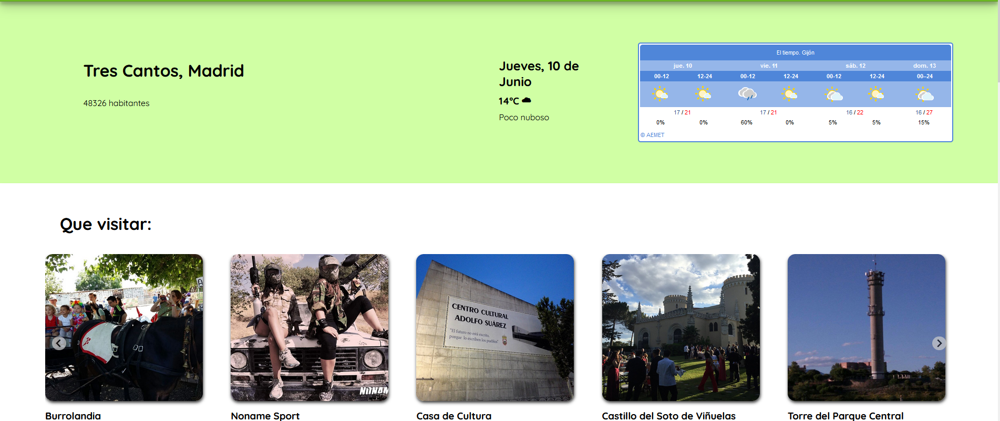 Tres Cantos, Madrid
48326 habitantes
Jueves, 10 de
Junio
14ºC
Poco nuboso
El tiempo. Gijón
jue. 10 vie. 11 sáb. 12 dom. 13
00-12 12-24 00-12 12-24 00-12 12-24 00–24
17 / 21 17 / 21 16 / 22 16 / 27
0% 0% 60% 0% 5% 5% 15%
© AEMET
Que visitar:
A
NONAM
CENTRO CULTURAL
ADOLFO SUÁREZ
"El futuro no está escrito,
porque lo escriben los pueblos"
Burrolandia
Noname Sport
Casa de Cultura
Castillo del Soto de Viñuelas
Torre del Parque Central